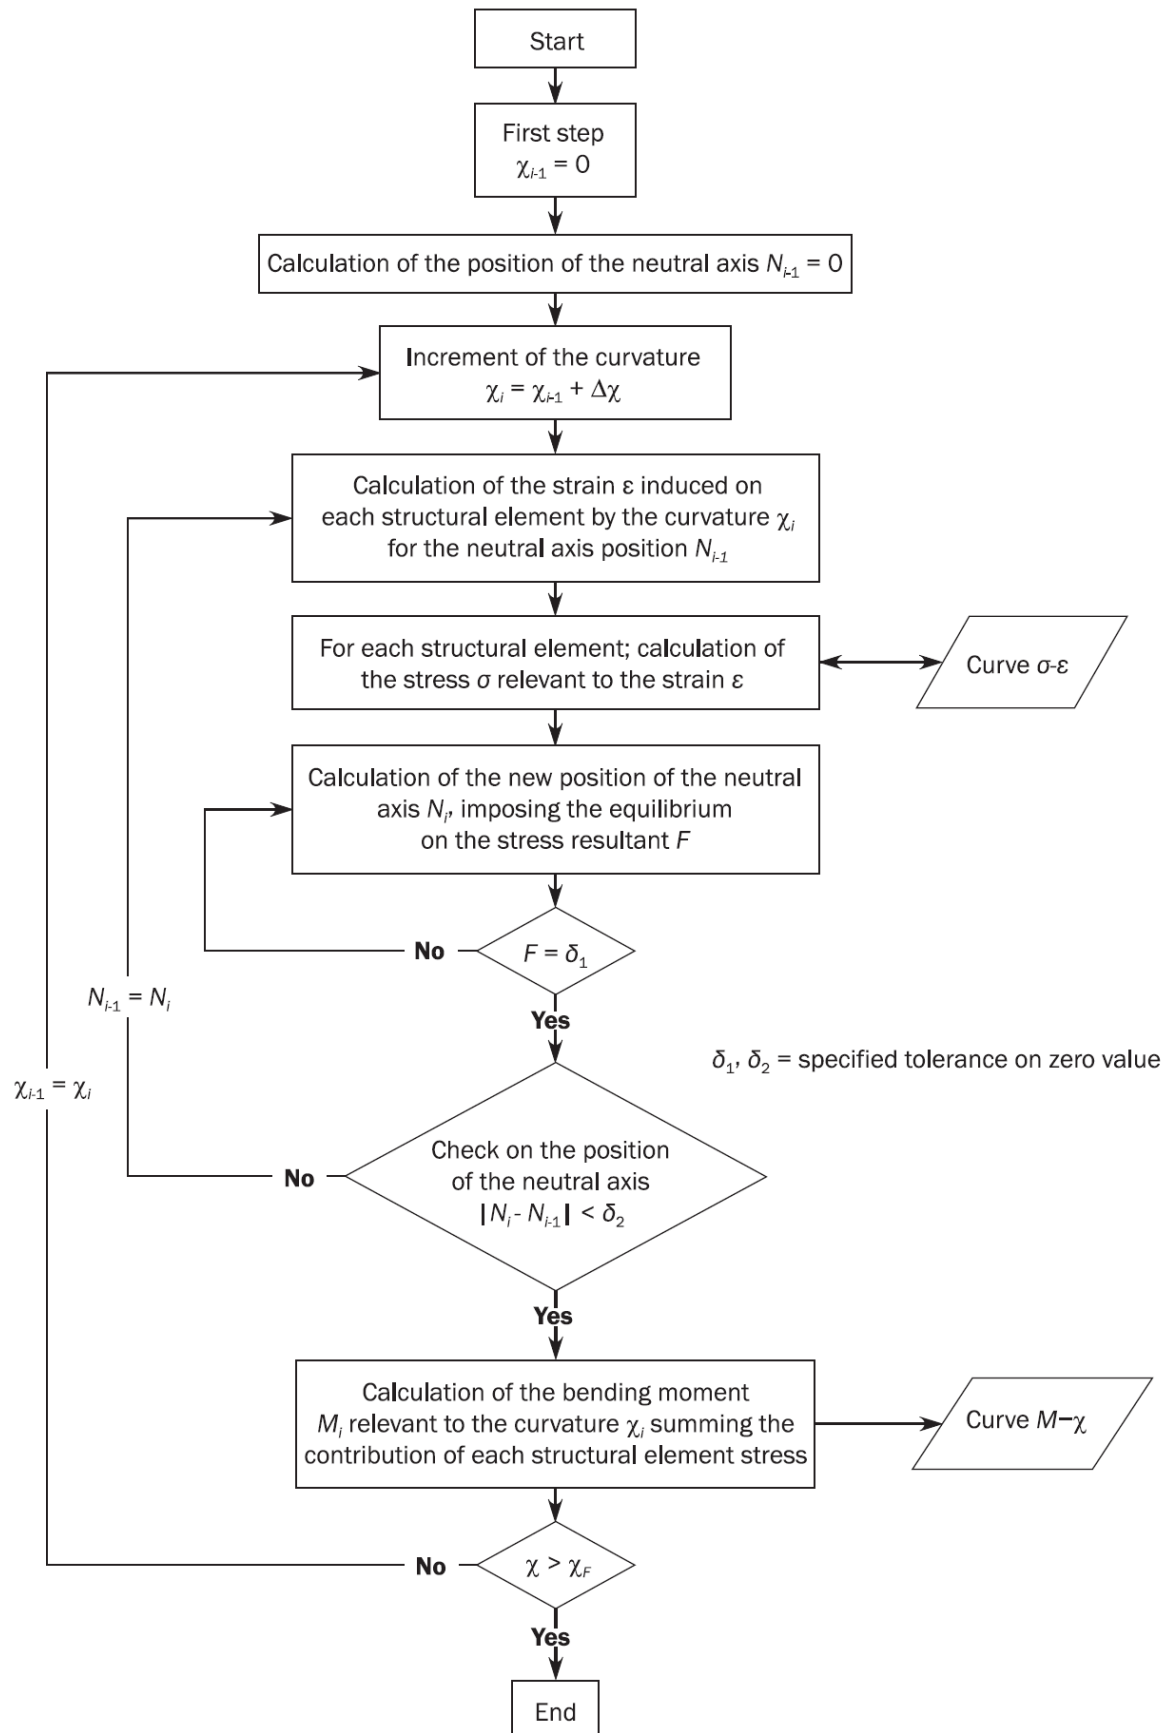 Start
First step
χi-1 = 0
Calculation of the position of the neutral axis Ni-1 = 0
Increment of the curvature
χi = χi-1 + Δχ
Calculation of the strain ε induced on
each structural element by the curvature χi
for the neutral axis position Ni-1
For each structural element; calculation of
the stress σ relevant to the strain ε
Curve σ-ε
Calculation of the new position of the neutral
axis Ni, imposing the equilibrium
on the stress resultant F
No
F = δ1
Ni-1 = Ni
Yes
δ1, δ2 = specified tolerance on zero value
χi-1 = χi
Check on the position
of the neutral axis
|Ni - Ni-1| < δ2
No
Yes
Calculation of the bending moment
Mi relevant to the curvature χi summing the
contribution of each structural element stress
Curve M–χ
No
χ > χF
Yes
End